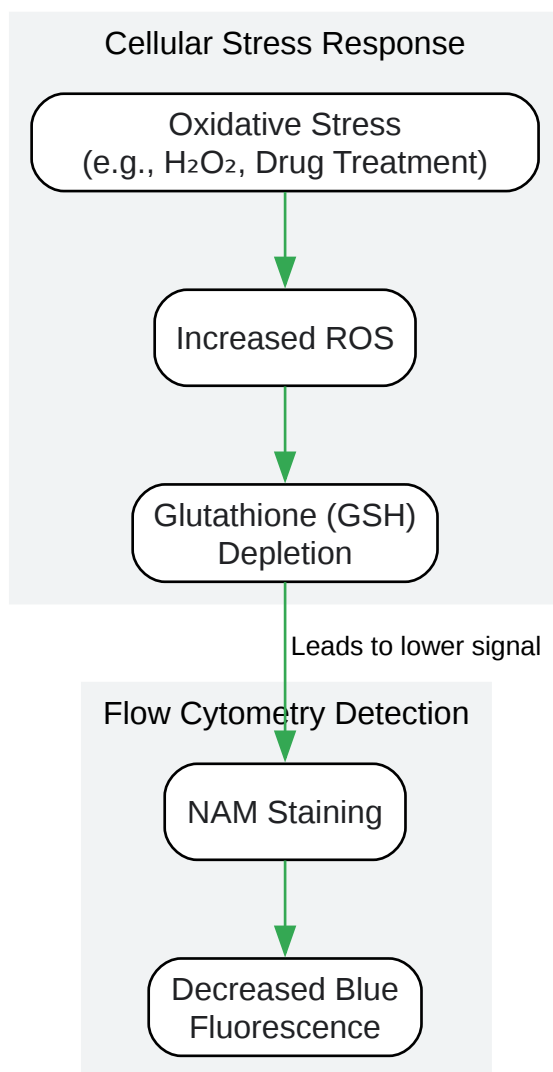 Cellular Stress Response
Oxidative Stress
(e.g., H₂O₂, Drug Treatment)
Increased ROS
Glutathione (GSH)
Depletion
Leads to lower signal
Flow Cytometry Detection
NAM Staining
Decreased Blue
Fluorescence